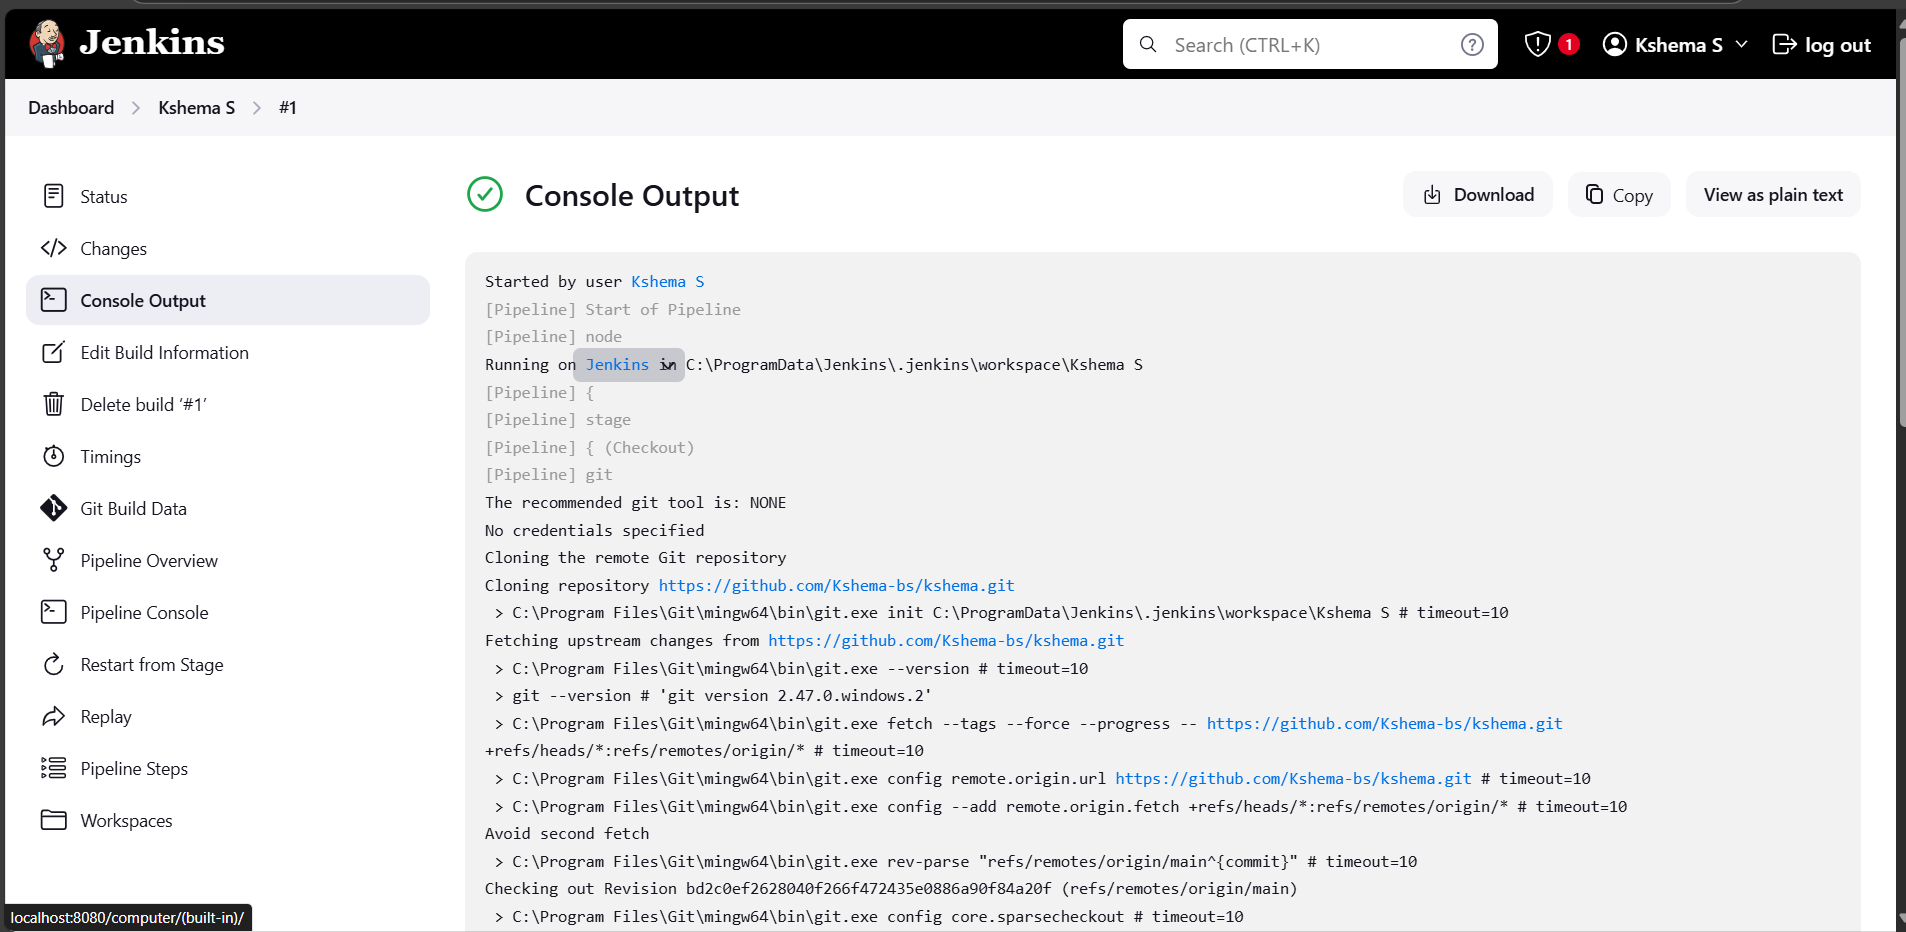 Jenkins
Search (CTRL+K)
1
Kshema S
log out
Dashboard
Kshema S
#1
Status
Changes
Console Output
Edit Build Information
Delete build ‘#1’
Timings
Git Build Data
Pipeline Overview
Pipeline Console
Restart from Stage
Replay
Pipeline Steps
Workspaces
Console Output
Download
Copy
View as plain text
Started by user Kshema S
[Pipeline] Start of Pipeline
[Pipeline] node
Running on Jenkins in C:\ProgramData\Jenkins\.jenkins\workspace\Kshema S
[Pipeline] {
[Pipeline] stage
[Pipeline] { (Checkout)
[Pipeline] git
The recommended git tool is: NONE
No credentials specified
Cloning the remote Git repository
Cloning repository https://github.com/Kshema-bs/kshema.git
> C:\Program Files\Git\mingw64\bin\git.exe init C:\ProgramData\Jenkins\.jenkins\workspace\Kshema S # timeout=10
Fetching upstream changes from https://github.com/Kshema-bs/kshema.git
> C:\Program Files\Git\mingw64\bin\git.exe --version # timeout=10
> git --version # 'git version 2.47.0.windows.2'
> C:\Program Files\Git\mingw64\bin\git.exe fetch --tags --force --progress -- https://github.com/Kshema-bs/kshema.git
+refs/heads/*:refs/remotes/origin/* # timeout=10
> C:\Program Files\Git\mingw64\bin\git.exe config remote.origin.url https://github.com/Kshema-bs/kshema.git # timeout=10
> C:\Program Files\Git\mingw64\bin\git.exe config --add remote.origin.fetch +refs/heads/*:refs/remotes/origin/* # timeout=10
Avoid second fetch
> C:\Program Files\Git\mingw64\bin\git.exe rev-parse "refs/remotes/origin/main^{commit}" # timeout=10
Checking out Revision bd2c0ef2628040f266f472435e0886a90f84a20f (refs/remotes/origin/main)
> C:\Program Files\Git\mingw64\bin\git.exe config core.sparsecheckout # timeout=10
localhost:8080/computer/(built-in)/